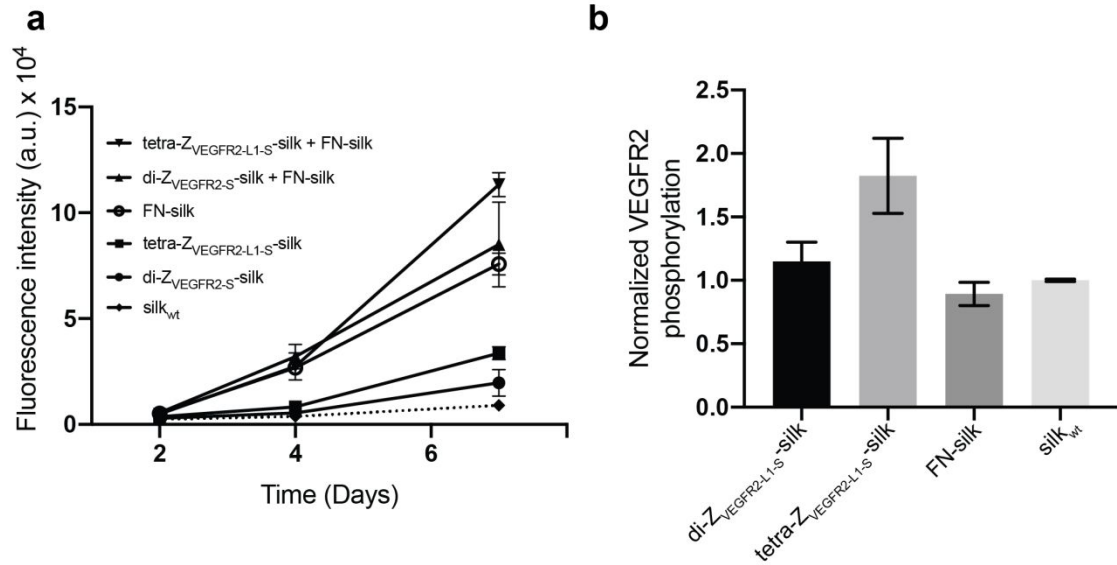 a
Fluorescence intensity (a.u.) x 10⁴
15
10
5
0
tetra-Z_VEGFR2-L1-S-silk + FN-silk
di-Z_VEGFR2-S-silk + FN-silk
FN-silk
tetra-Z_VEGFR2-L1-S-silk
di-Z_VEGFR2-S-silk
silk_wt
2 4 6
Time (Days)
b
Normalized VEGFR2
phosphorylation
2.5
2.0
1.5
1.0
0.5
0.0
di-Z_VEGFR2-L1-S-silk
tetra-Z_VEGFR2-L1-S-silk
FN-silk
silk_wt